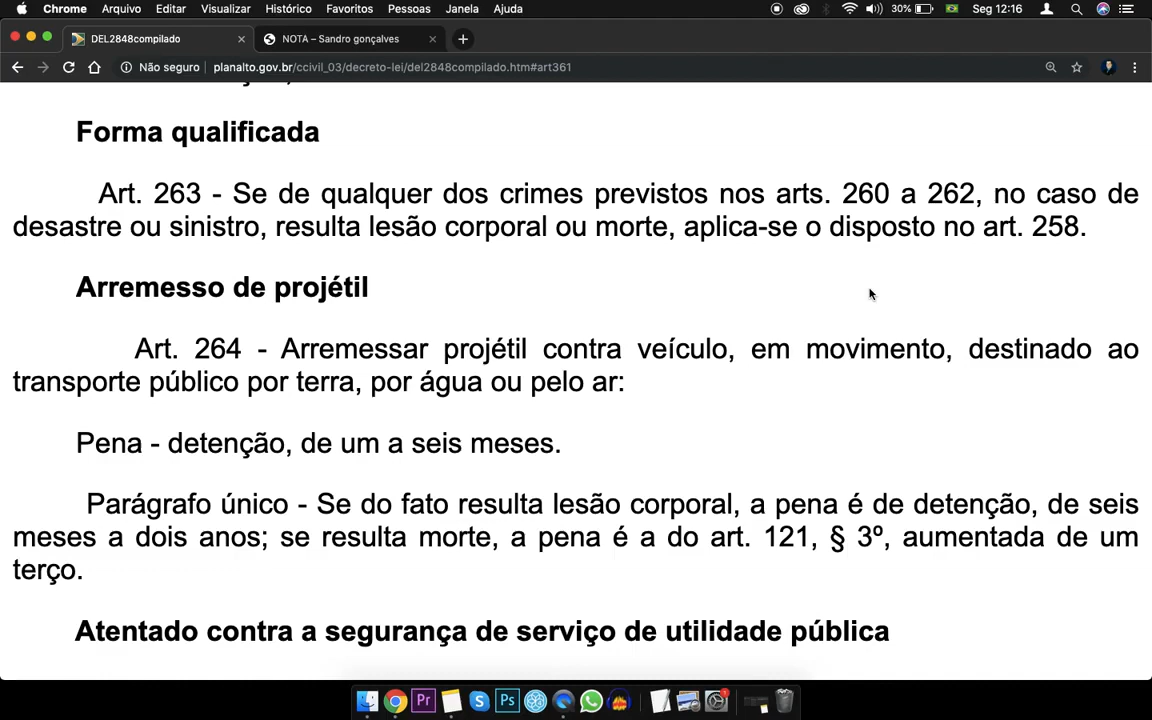 Chrome Arquivo Editar Visualizar Histórico Favoritos Pessoas Janela Ajuda 30% Seg 12:16
DEL2848compilado NOTA – Sandro gonçalves
Não seguro planalto.gov.br/ccivil_03/decreto-lei/del2848compilado.htm#art361
Forma qualificada
Art. 263 - Se de qualquer dos crimes previstos nos arts. 260 a 262, no caso de
desastre ou sinistro, resulta lesão corporal ou morte, aplica-se o disposto no art. 258.
Arremesso de projétil
Art. 264 - Arremessar projétil contra veículo, em movimento, destinado ao
transporte público por terra, por água ou pelo ar:
Pena - detenção, de um a seis meses.
Parágrafo único - Se do fato resulta lesão corporal, a pena é de detenção, de seis
meses a dois anos; se resulta morte, a pena é a do art. 121, § 3º, aumentada de um
terço.
Atentado contra a segurança de serviço de utilidade pública
Pr Ps